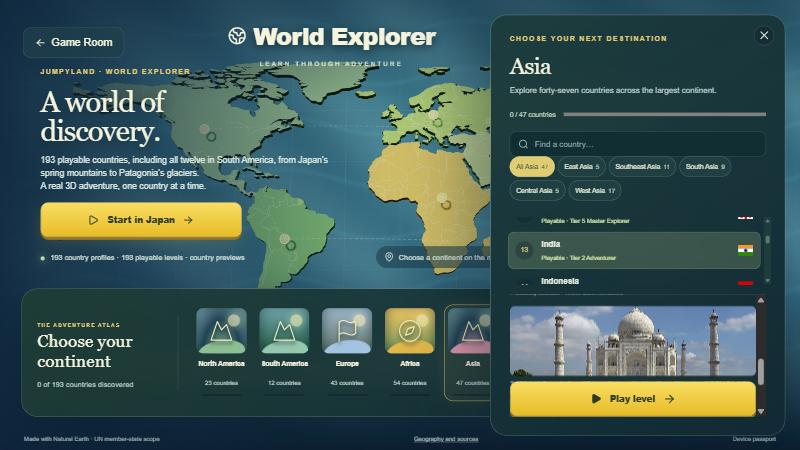 ← Game Room
World Explorer
LEARN THROUGH ADVENTURE
JUMPYLAND · WORLD EXPLORER
A world of
discovery.
193 playable countries, including all twelve in South America, from Japan's
spring mountains to Patagonia's glaciers.
A real 3D adventure, one country at a time.
Start in Japan →
193 country profiles · 193 playable levels · country previews
Choose a continent on the
THE ADVENTURE ATLAS
Choose your
continent
0 of 193 countries discovered
North America
23 countries
South America
12 countries
Europe
43 countries
Africa
54 countries
Asia
47 countries
CHOOSE YOUR NEXT DESTINATION
Asia
Explore forty-seven countries across the largest continent.
0 / 47 countries
Find a country...
All Asia 47
East Asia 5
Southeast Asia 11
South Asia 9
Central Asia 5
West Asia 17
Playable · Tier 5 Master Explorer
13
India
Playable · Tier 2 Adventurer
Indonesia
Play level →
Made with Natural Earth · UN member-state scope
Geography and sources
Device passport